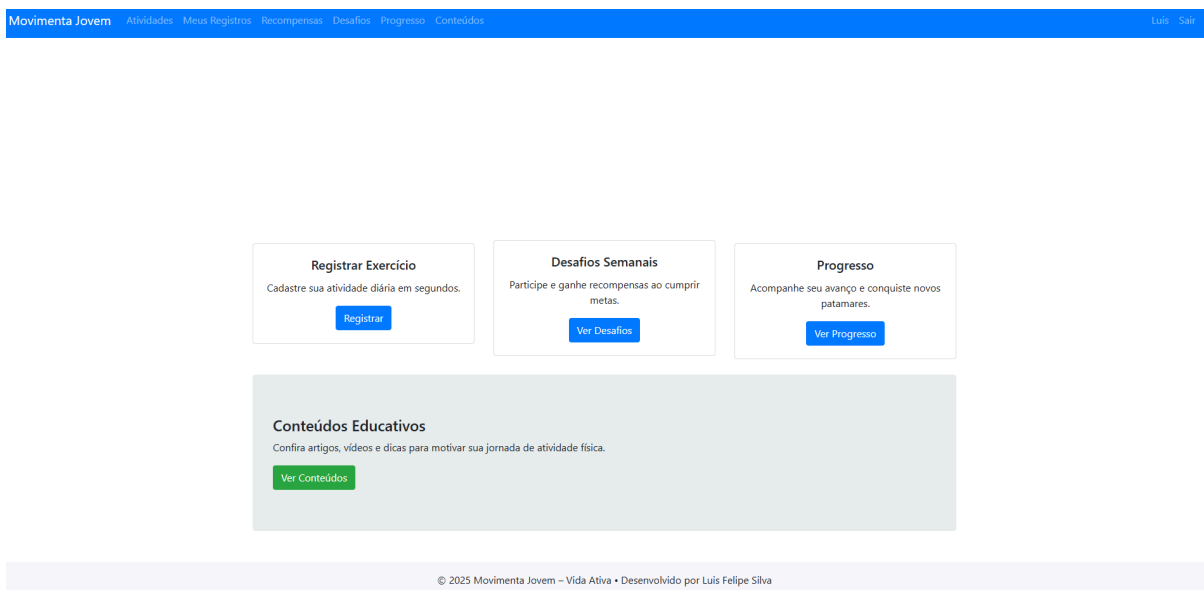 Movimenta Jovem Atividades Meus Registros Recompensas Desafios Progresso Conteúdos Luís Sair
Registrar Exercício
Cadastre sua atividade diária em segundos.
Registrar
Desafios Semanais
Participe e ganhe recompensas ao cumprir
metas.
Ver Desafios
Progresso
Acompanhe seu avanço e conquiste novos
patamares.
Ver Progresso
Conteúdos Educativos
Confira artigos, vídeos e dicas para motivar sua jornada de atividade física.
Ver Conteúdos
© 2025 Movimenta Jovem – Vida Ativa • Desenvolvido por Luis Felipe Silva